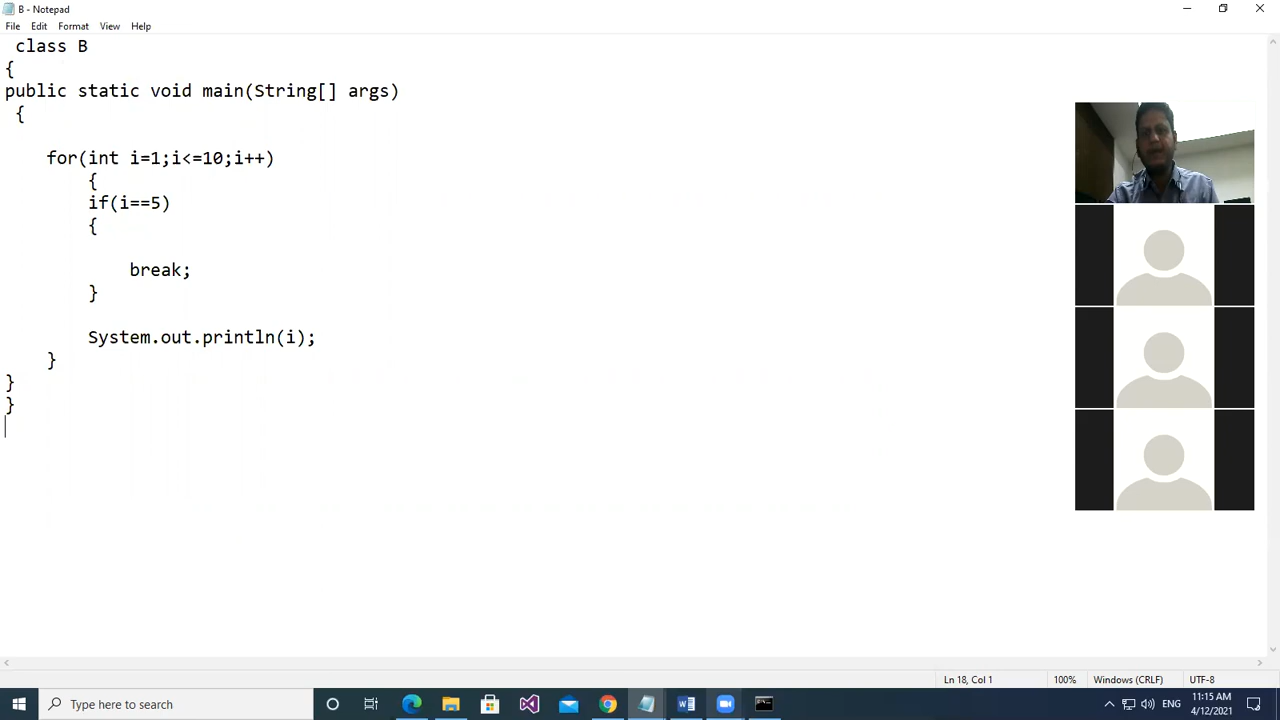 B - Notepad
File Edit Format View Help
class B
{
public static void main(String[] args)
{
for(int i=1;i<=10;i++)
{
if(i==5)
{
break;
}
System.out.println(i);
}
}
}
Ln 18, Col 1 100% Windows (CRLF) UTF-8
Type here to search
ENG
11:15 AM
4/12/2021